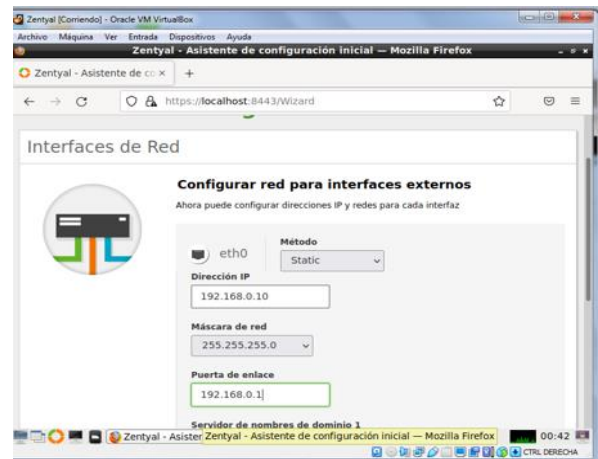 Zentyal [Corriendo] - Oracle VM VirtualBox
Archivo Máquina Ver Entrada Dispositivos Ayuda
Zentyal - Asistente de configuración inicial — Mozilla Firefox
Zentyal - Asistente de co
https://localhost:8443/Wizard
Interfaces de Red
Configurar red para interfaces externos
Ahora puede configurar direcciones IP y redes para cada interfaz
eth0
Método
Static
Dirección IP
192.168.0.10
Máscara de red
255.255.255.0
Puerta de enlace
192.168.0.1
Servidor de nombres de dominio 1
Zentyal - Asister
Zentyal - Asistente de configuración inicial — Mozilla Firefox
00:42
CTRL DERECHA